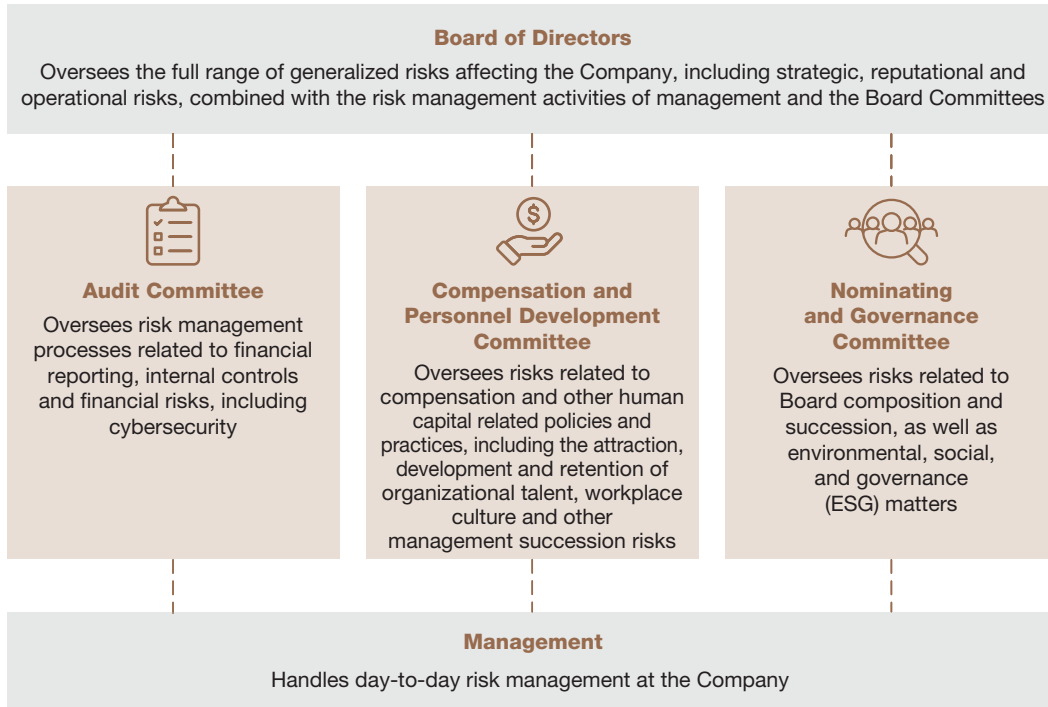 Board of Directors
Oversees the full range of generalized risks affecting the Company, including strategic, reputational and
operational risks, combined with the risk management activities of management and the Board Committees
$
Audit Committee
Oversees risk management
processes related to financial
reporting, internal controls
and financial risks, including
cybersecurity
Compensation and
Personnel Development
Committee
Oversees risks related to
compensation and other human
capital related policies and
practices, including the attraction,
development and retention of
organizational talent, workplace
culture and other
management succession risks
Nominating
and Governance
Committee
Oversees risks related to
Board composition and
succession, as well as
environmental, social,
and governance
(ESG) matters
Management
Handles day-to-day risk management at the Company